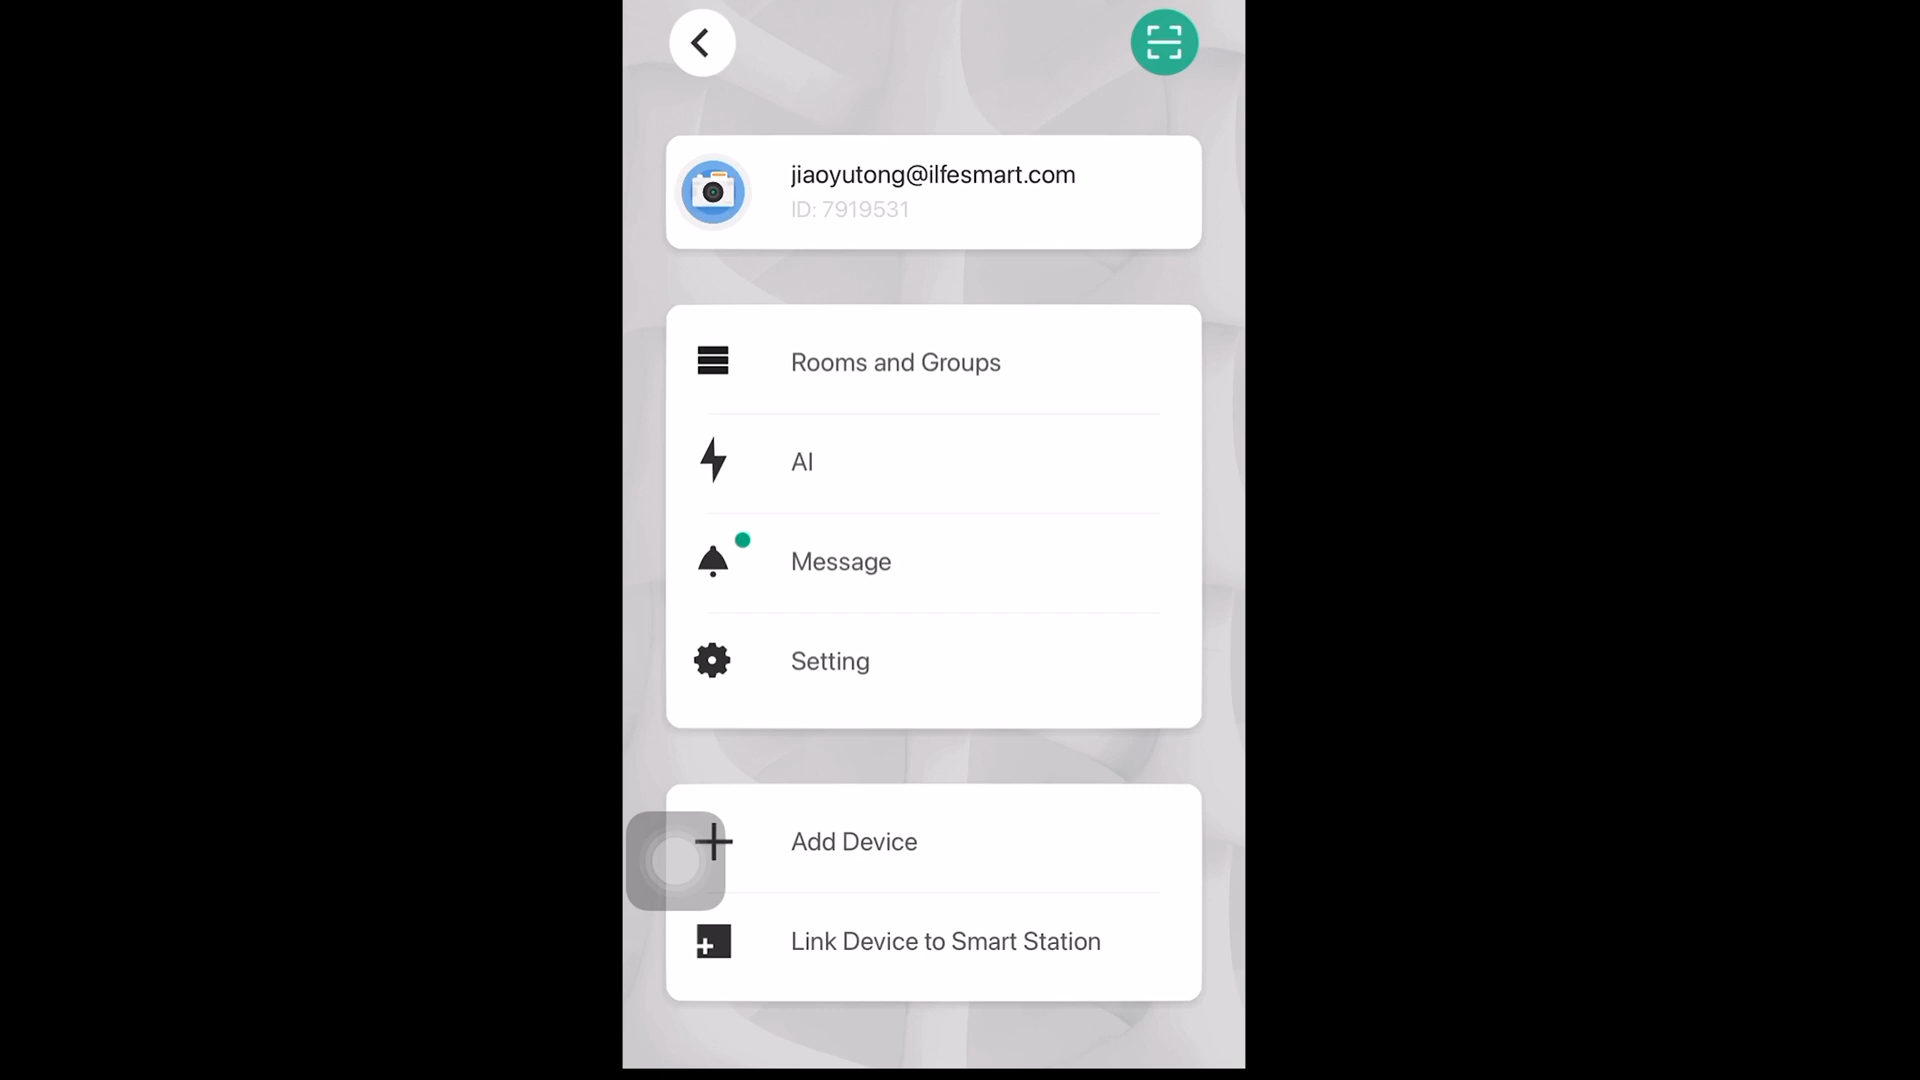 jiaoyutong@ilfesmart.com
ID: 7919531
Rooms and Groups
AI
Message
Setting
Add Device
Link Device to Smart Station